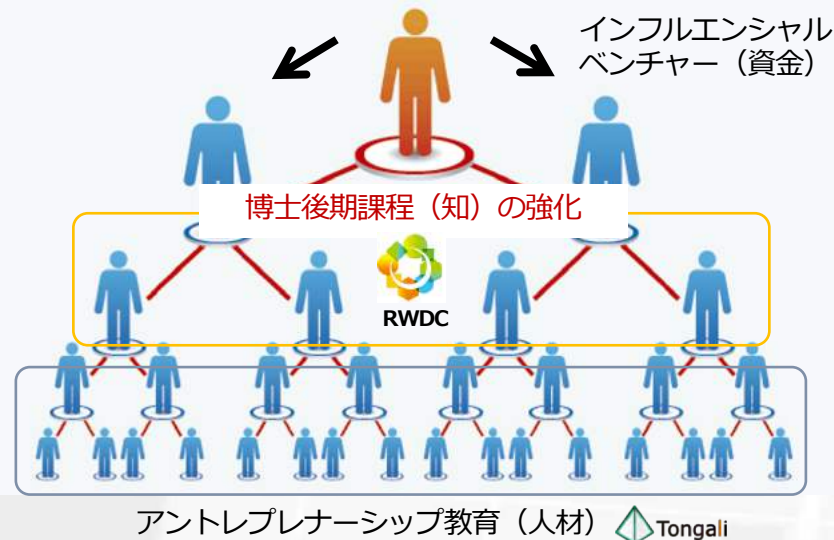 インフルエンシャル
ベンチャー（資金）
博士後期課程（知）の強化
RWDC
アントレプレナーシップ教育（人材）
Tongali